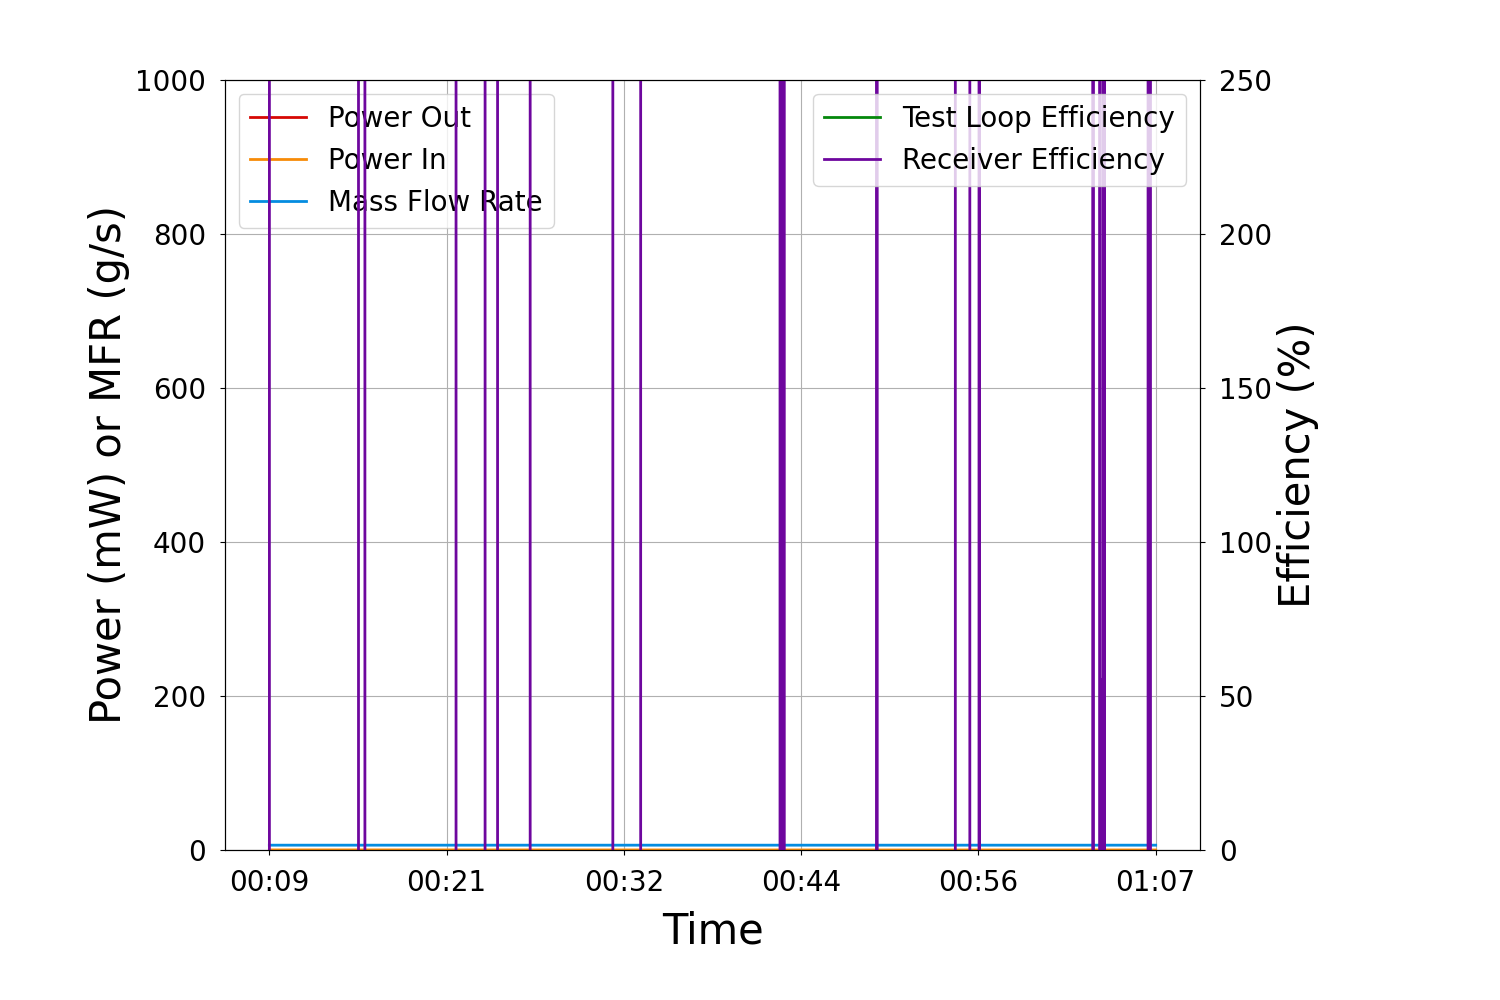 Power (mW) or MFR (g/s)
1000
800
600
400
200
0
Power Out
Power In
Mass Flow Rate
Test Loop Efficiency
Receiver Efficiency
250
200
150
100
50
0
Efficiency (%)
00:09 00:21 00:32 00:44 00:56 01:07
Time